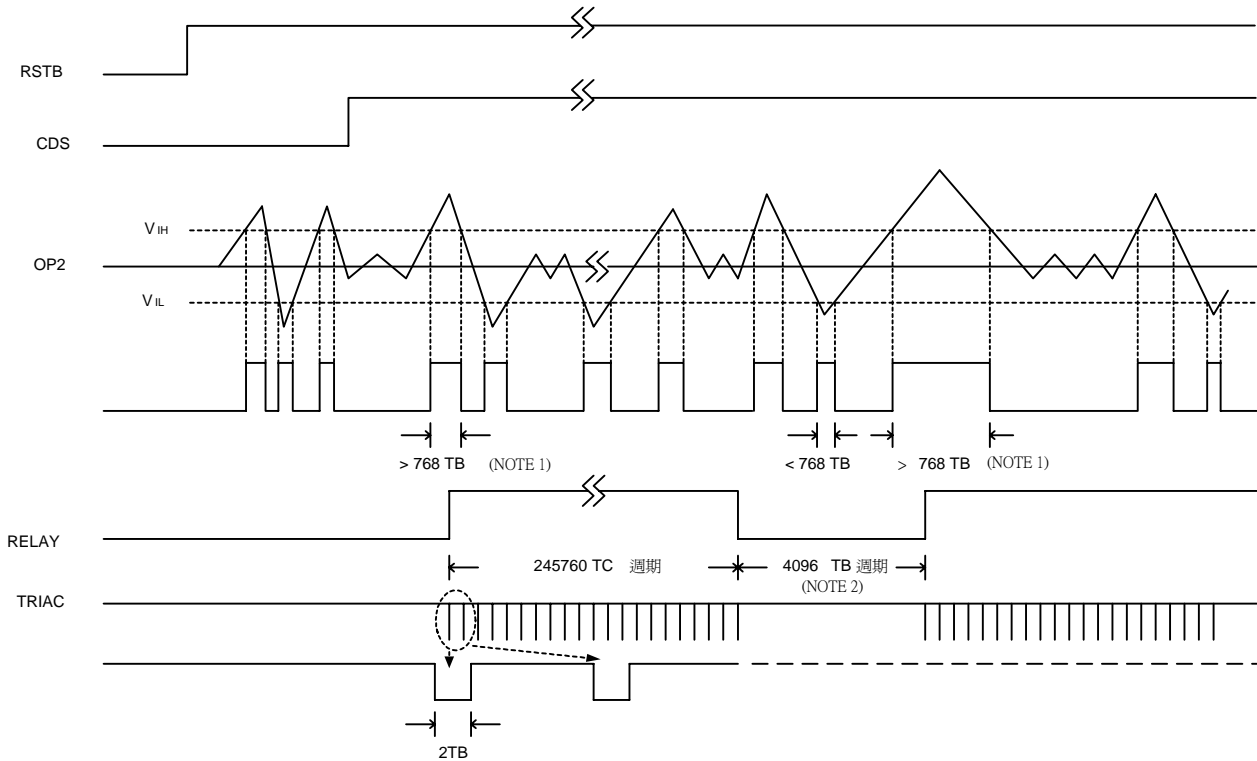 RSTB
CDS
V IH
OP2
V IL
> 768 TB (NOTE 1)
< 768 TB
> 768 TB (NOTE 1)
RELAY
245760 TC 週期
4096 TB 週期
(NOTE 2)
TRIAC
2TB